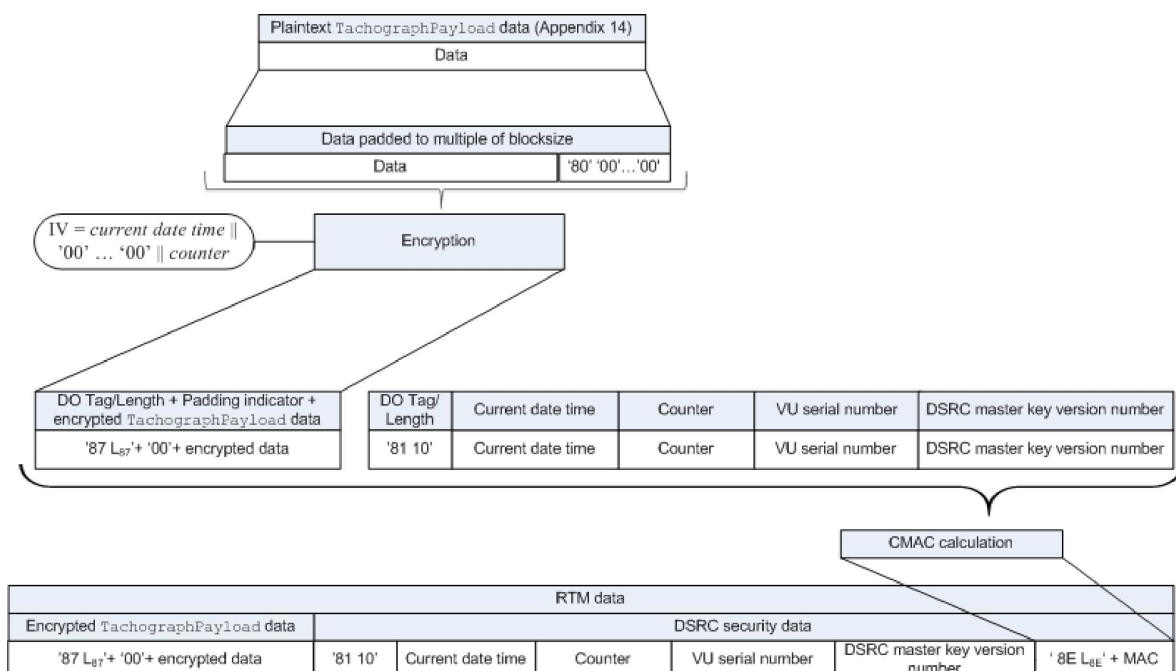 Plaintext TachographPayload data (Appendix 14)
Data
Data padded to multiple of blocksize
Data
'80' '00'…'00'
IV = current date time ||
'00' … '00' || counter
Encryption
DO Tag/Length + Padding indicator +
encrypted TachographPayload data
DO Tag/
Length
Current date time
Counter
VU serial number
DSRC master key version number
'87 L87'+ '00'+ encrypted data
'81 10'
Current date time
Counter
VU serial number
DSRC master key version number
CMAC calculation
RTM data
Encrypted TachographPayload data
DSRC security data
'87 L87'+ '00'+ encrypted data
'81 10'
Current date time
Counter
VU serial number
DSRC master key version
number
' 8E L8E' + MAC